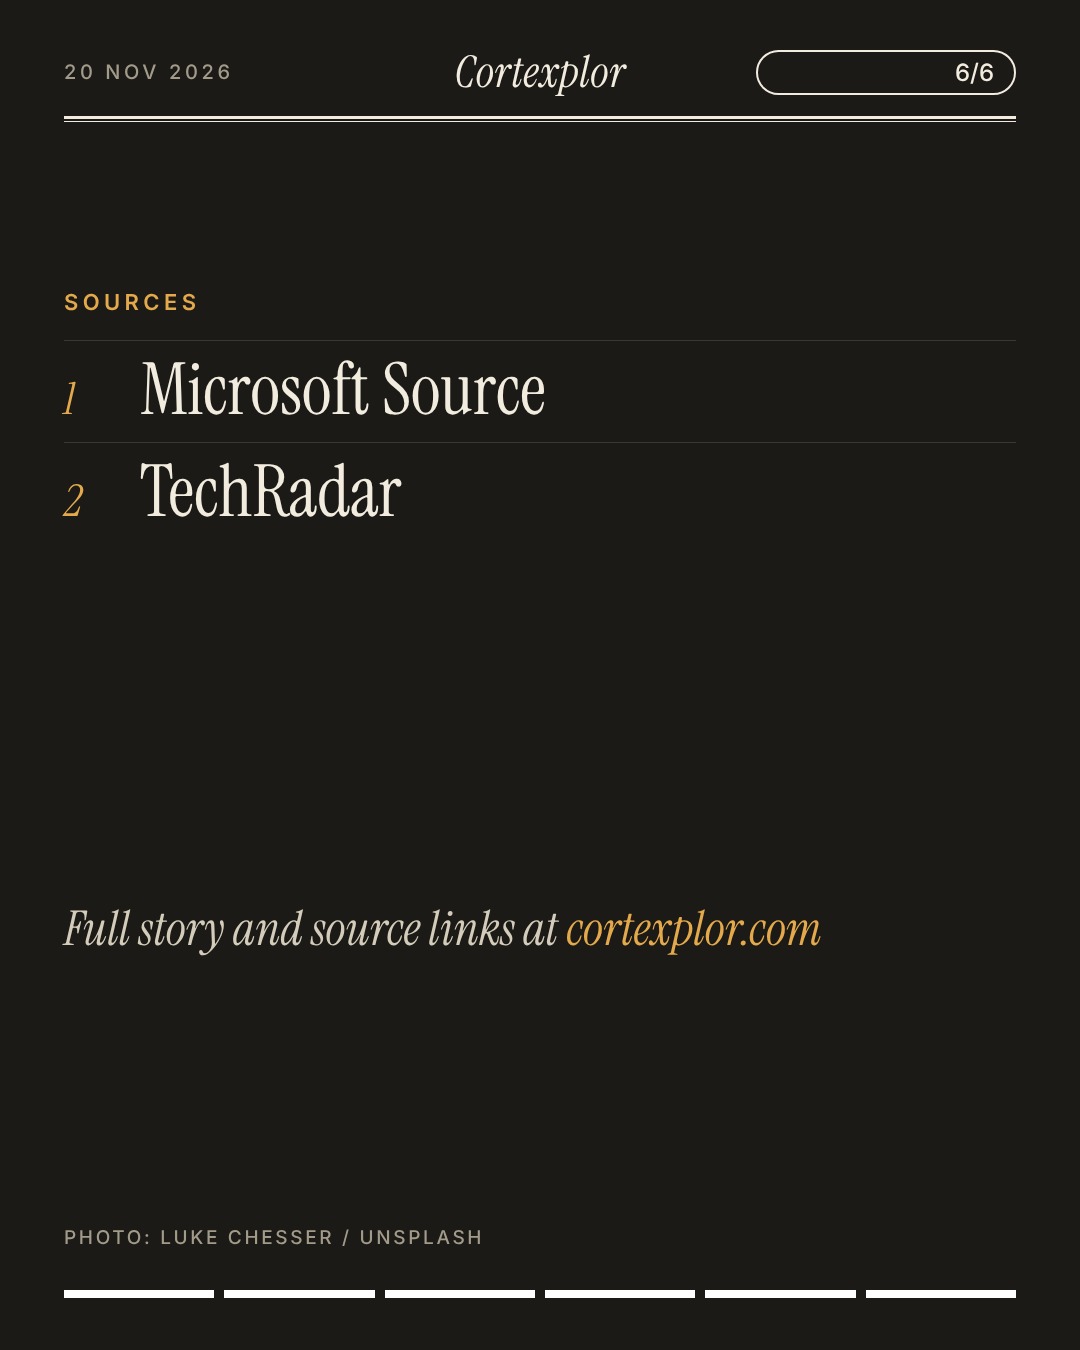 20 NOV 2026
Cortexplor
6/6
SOURCES
1 Microsoft Source
2 TechRadar
Full story and source links at cortexplor.com
PHOTO: LUKE CHESSER / UNSPLASH